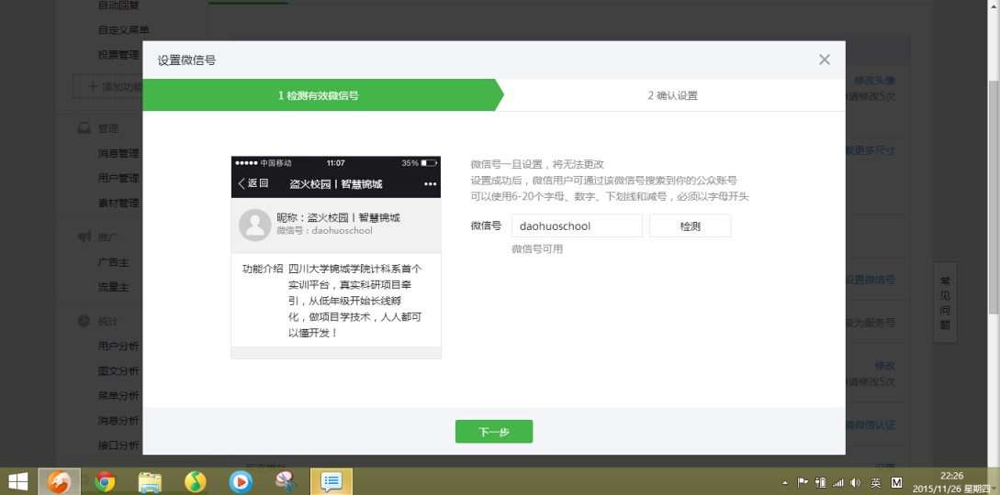 自动回复
自定义菜单
投票管理
+ 添加功能
管理
消息管理
用户管理
素材管理
推广
广告主
流量主
统计
用户分析
图文分析
菜单分析
消息分析
接口分析
设置微信号
1 检测有效微信号
2 确认设置
中国移动 11:07 35%
返回 盗火校园丨智慧锦城
昵称：盗火校园丨智慧锦城
微信号：daohuoschool
功能介绍 四川大学锦城学院计科系首个
实训平台，真实科研项目牵
引，从低年级开始长线孵
化，做项目学技术，人人都可
以懂开发！
微信号一旦设置，将无法更改
设置成功后，微信用户可通过该微信号搜索到你的公众账号
可以使用6-20个字母、数字、下划线和减号，必须以字母开头
微信号 daohuoschool 检测
微信号可用
下一步
修改头像
请修改5次
更多尺寸
设置微信号
为服务号
修改
请修改5次
微信认证
设置
常见问题
英 M
22:26
2015/11/26 星期四